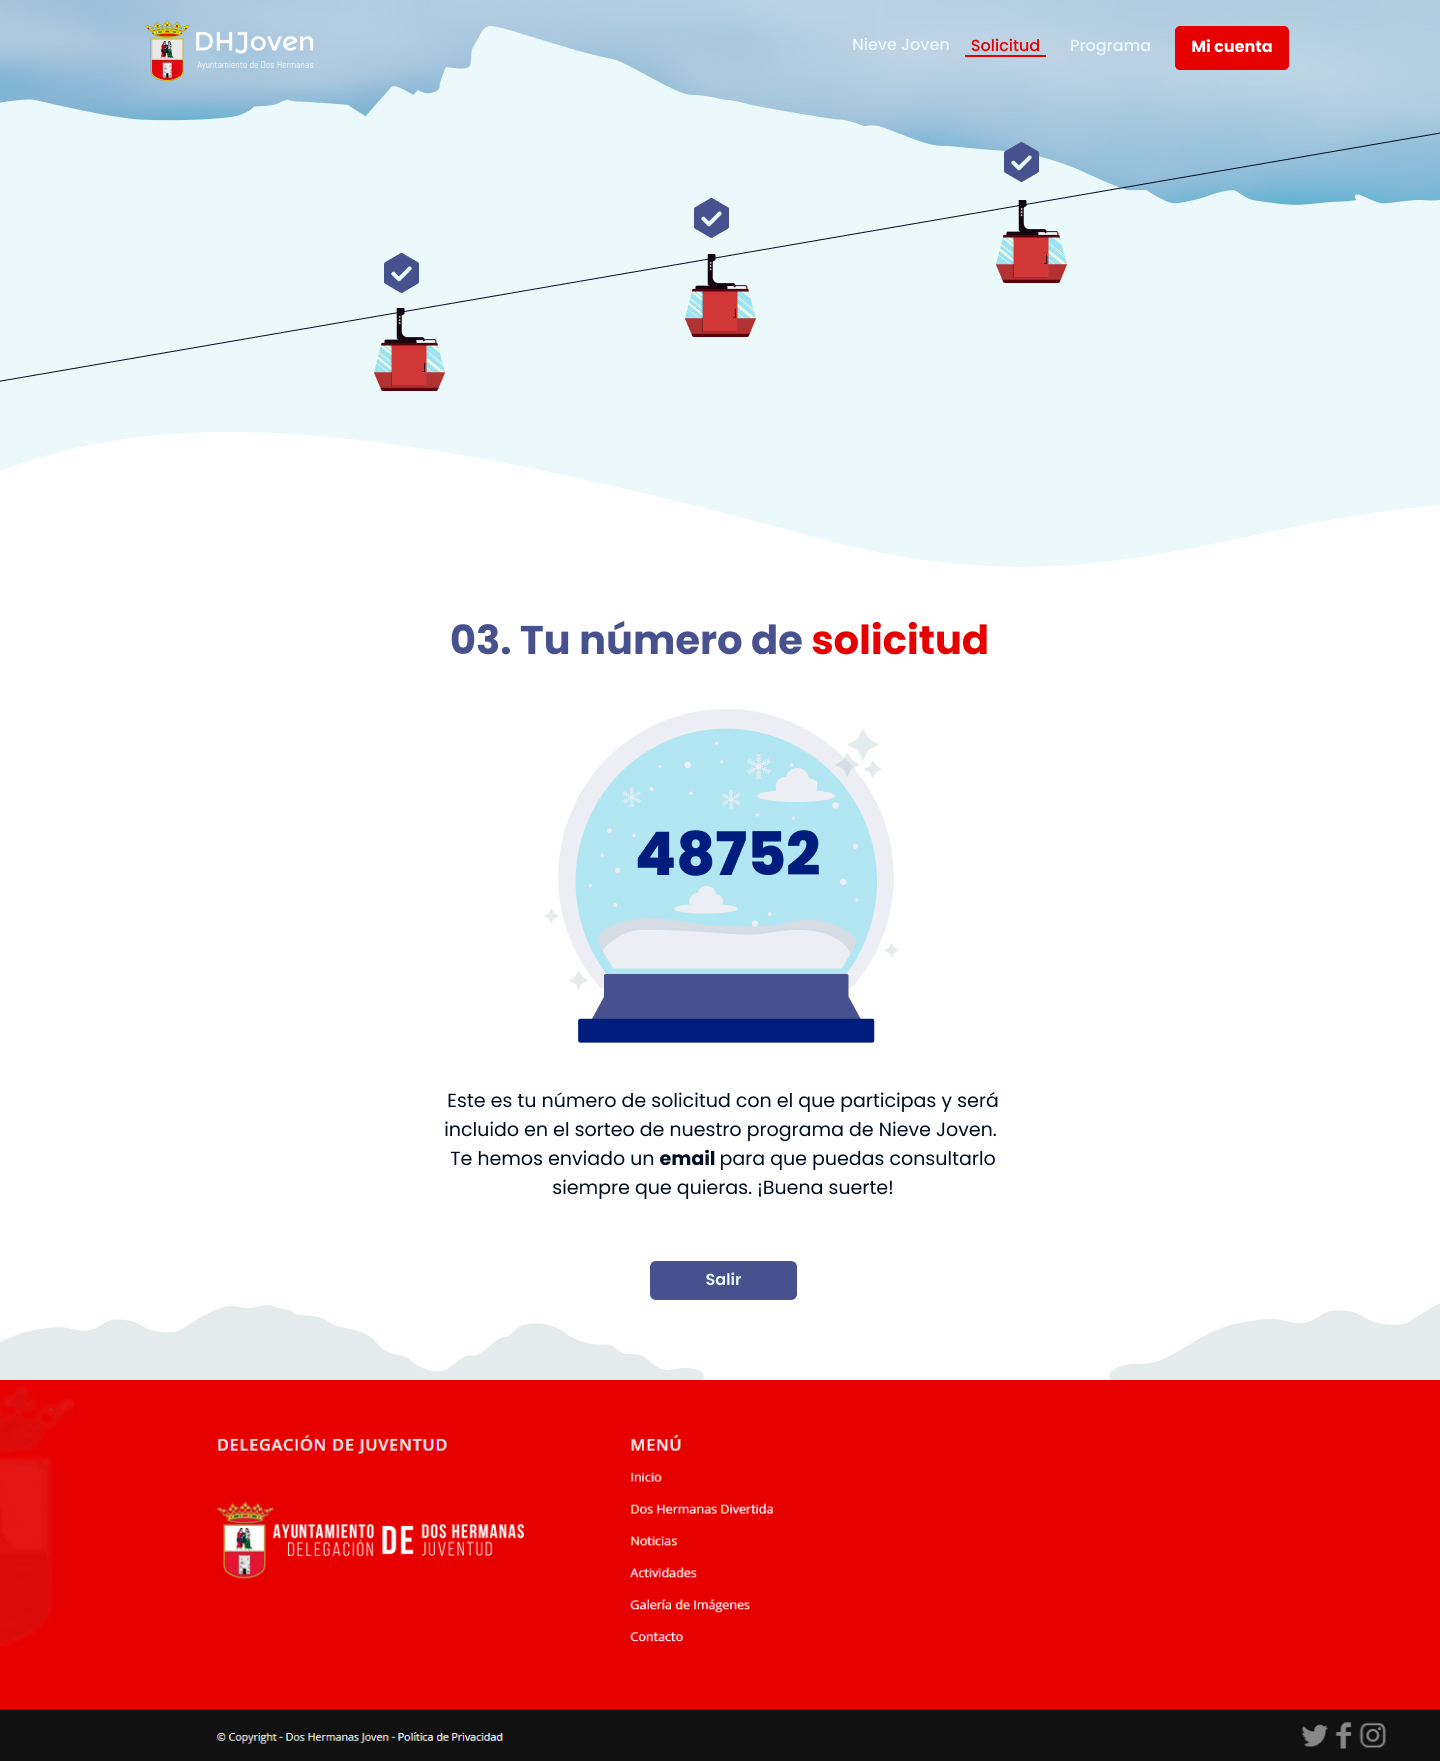 DHJoven
Ayuntamiento de Dos Hermanas
Nieve Joven
Solicitud
Programa
Mi cuenta
03. Tu número de solicitud
48752
Este es tu número de solicitud con el que participas y será
incluido en el sorteo de nuestro programa de Nieve Joven.
Te hemos enviado un email para que puedas consultarlo
siempre que quieras. ¡Buena suerte!
Salir
DELEGACIÓN DE JUVENTUD
AYUNTAMIENTO DE DOS HERMANAS
DELEGACIÓN JUVENTUD
MENÚ
Inicio
Dos Hermanas Divertida
Noticias
Actividades
Galería de Imágenes
Contacto
© Copyright - Dos Hermanas Joven - Política de Privacidad